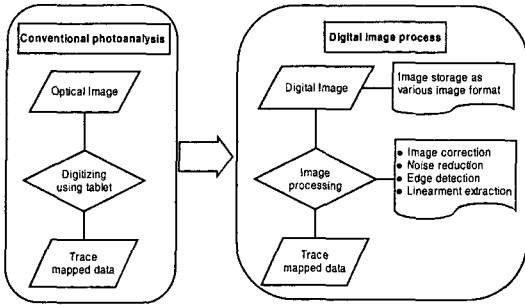 Conventional photoanalysis
Optical Image
Digitizing
using tablet
Trace
mapped data
Digital Image process
Digital Image
Image storage as
various image format
Image
processing
● Image correction
● Noise reduction
● Edge detection
● Linearment extraction
Trace
mapped data